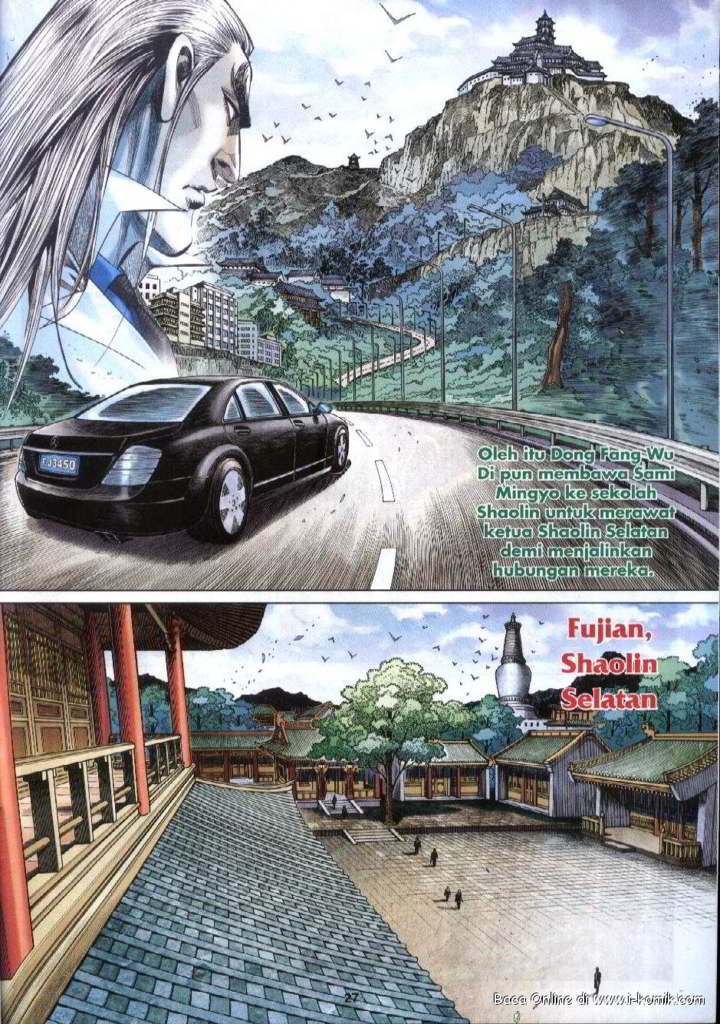 FJ3450
Oleh itu Dong Fang Wu
Di pun membawa Sami
Mingyo ke sekolah
Shaolin untuk merawat
ketua Shaolin Selatan
demi menjalinkan
hubungan mereka.
Fujian,
Shaolin
Selatan
27
Baca Online di www.i-komik.com